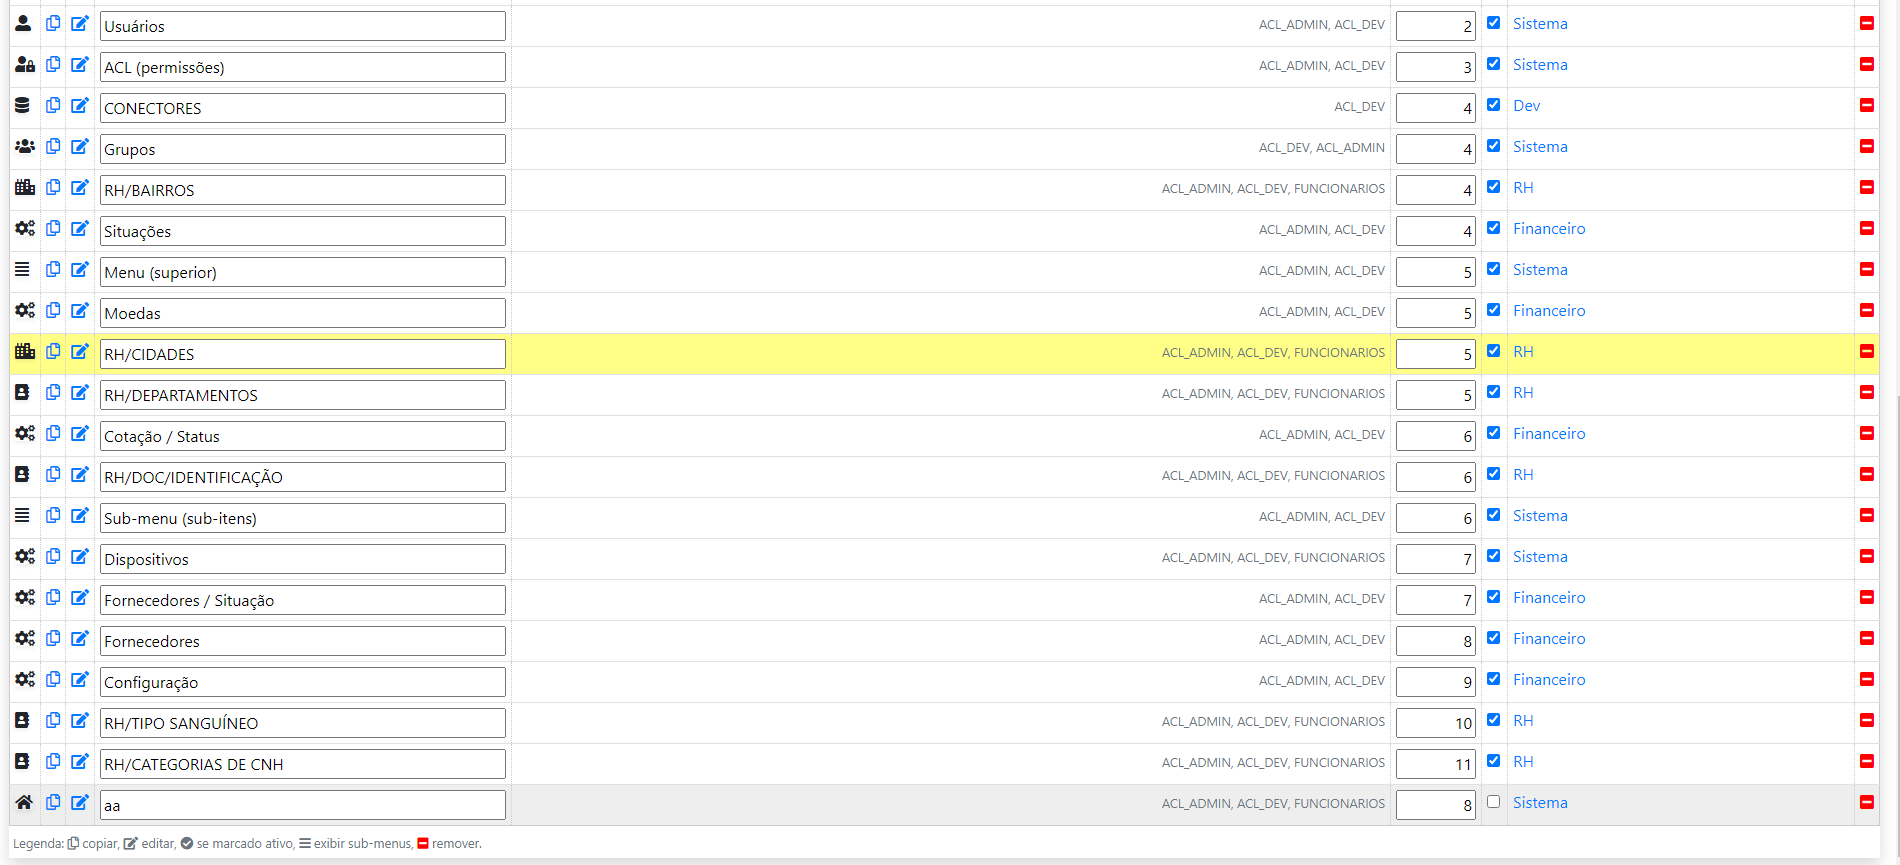 Usuários ACL_ADMIN, ACL_DEV 2 Sistema
ACL (permissões) ACL_ADMIN, ACL_DEV 3 Sistema
CONECTORES ACL_DEV 4 Dev
Grupos ACL_DEV, ACL_ADMIN 4 Sistema
RH/BAIRROS ACL_ADMIN, ACL_DEV, FUNCIONARIOS 4 RH
Situações ACL_ADMIN, ACL_DEV 4 Financeiro
Menu (superior) ACL_ADMIN, ACL_DEV 5 Sistema
Moedas ACL_ADMIN, ACL_DEV 5 Financeiro
RH/CIDADES ACL_ADMIN, ACL_DEV, FUNCIONARIOS 5 RH
RH/DEPARTAMENTOS ACL_ADMIN, ACL_DEV, FUNCIONARIOS 5 RH
Cotação / Status ACL_ADMIN, ACL_DEV 6 Financeiro
RH/DOC/IDENTIFICAÇÃO ACL_ADMIN, ACL_DEV, FUNCIONARIOS 6 RH
Sub-menu (sub-itens) ACL_ADMIN, ACL_DEV 6 Sistema
Dispositivos ACL_ADMIN, ACL_DEV, FUNCIONARIOS 7 Sistema
Fornecedores / Situação ACL_ADMIN, ACL_DEV 7 Financeiro
Fornecedores ACL_ADMIN, ACL_DEV 8 Financeiro
Configuração ACL_ADMIN, ACL_DEV 9 Financeiro
RH/TIPO SANGUÍNEO ACL_ADMIN, ACL_DEV, FUNCIONARIOS 10 RH
RH/CATEGORIAS DE CNH ACL_ADMIN, ACL_DEV, FUNCIONARIOS 11 RH
aa ACL_ADMIN, ACL_DEV, FUNCIONARIOS 8 Sistema
Legenda: copiar, editar, se marcado ativo, exibir sub-menus, remover.